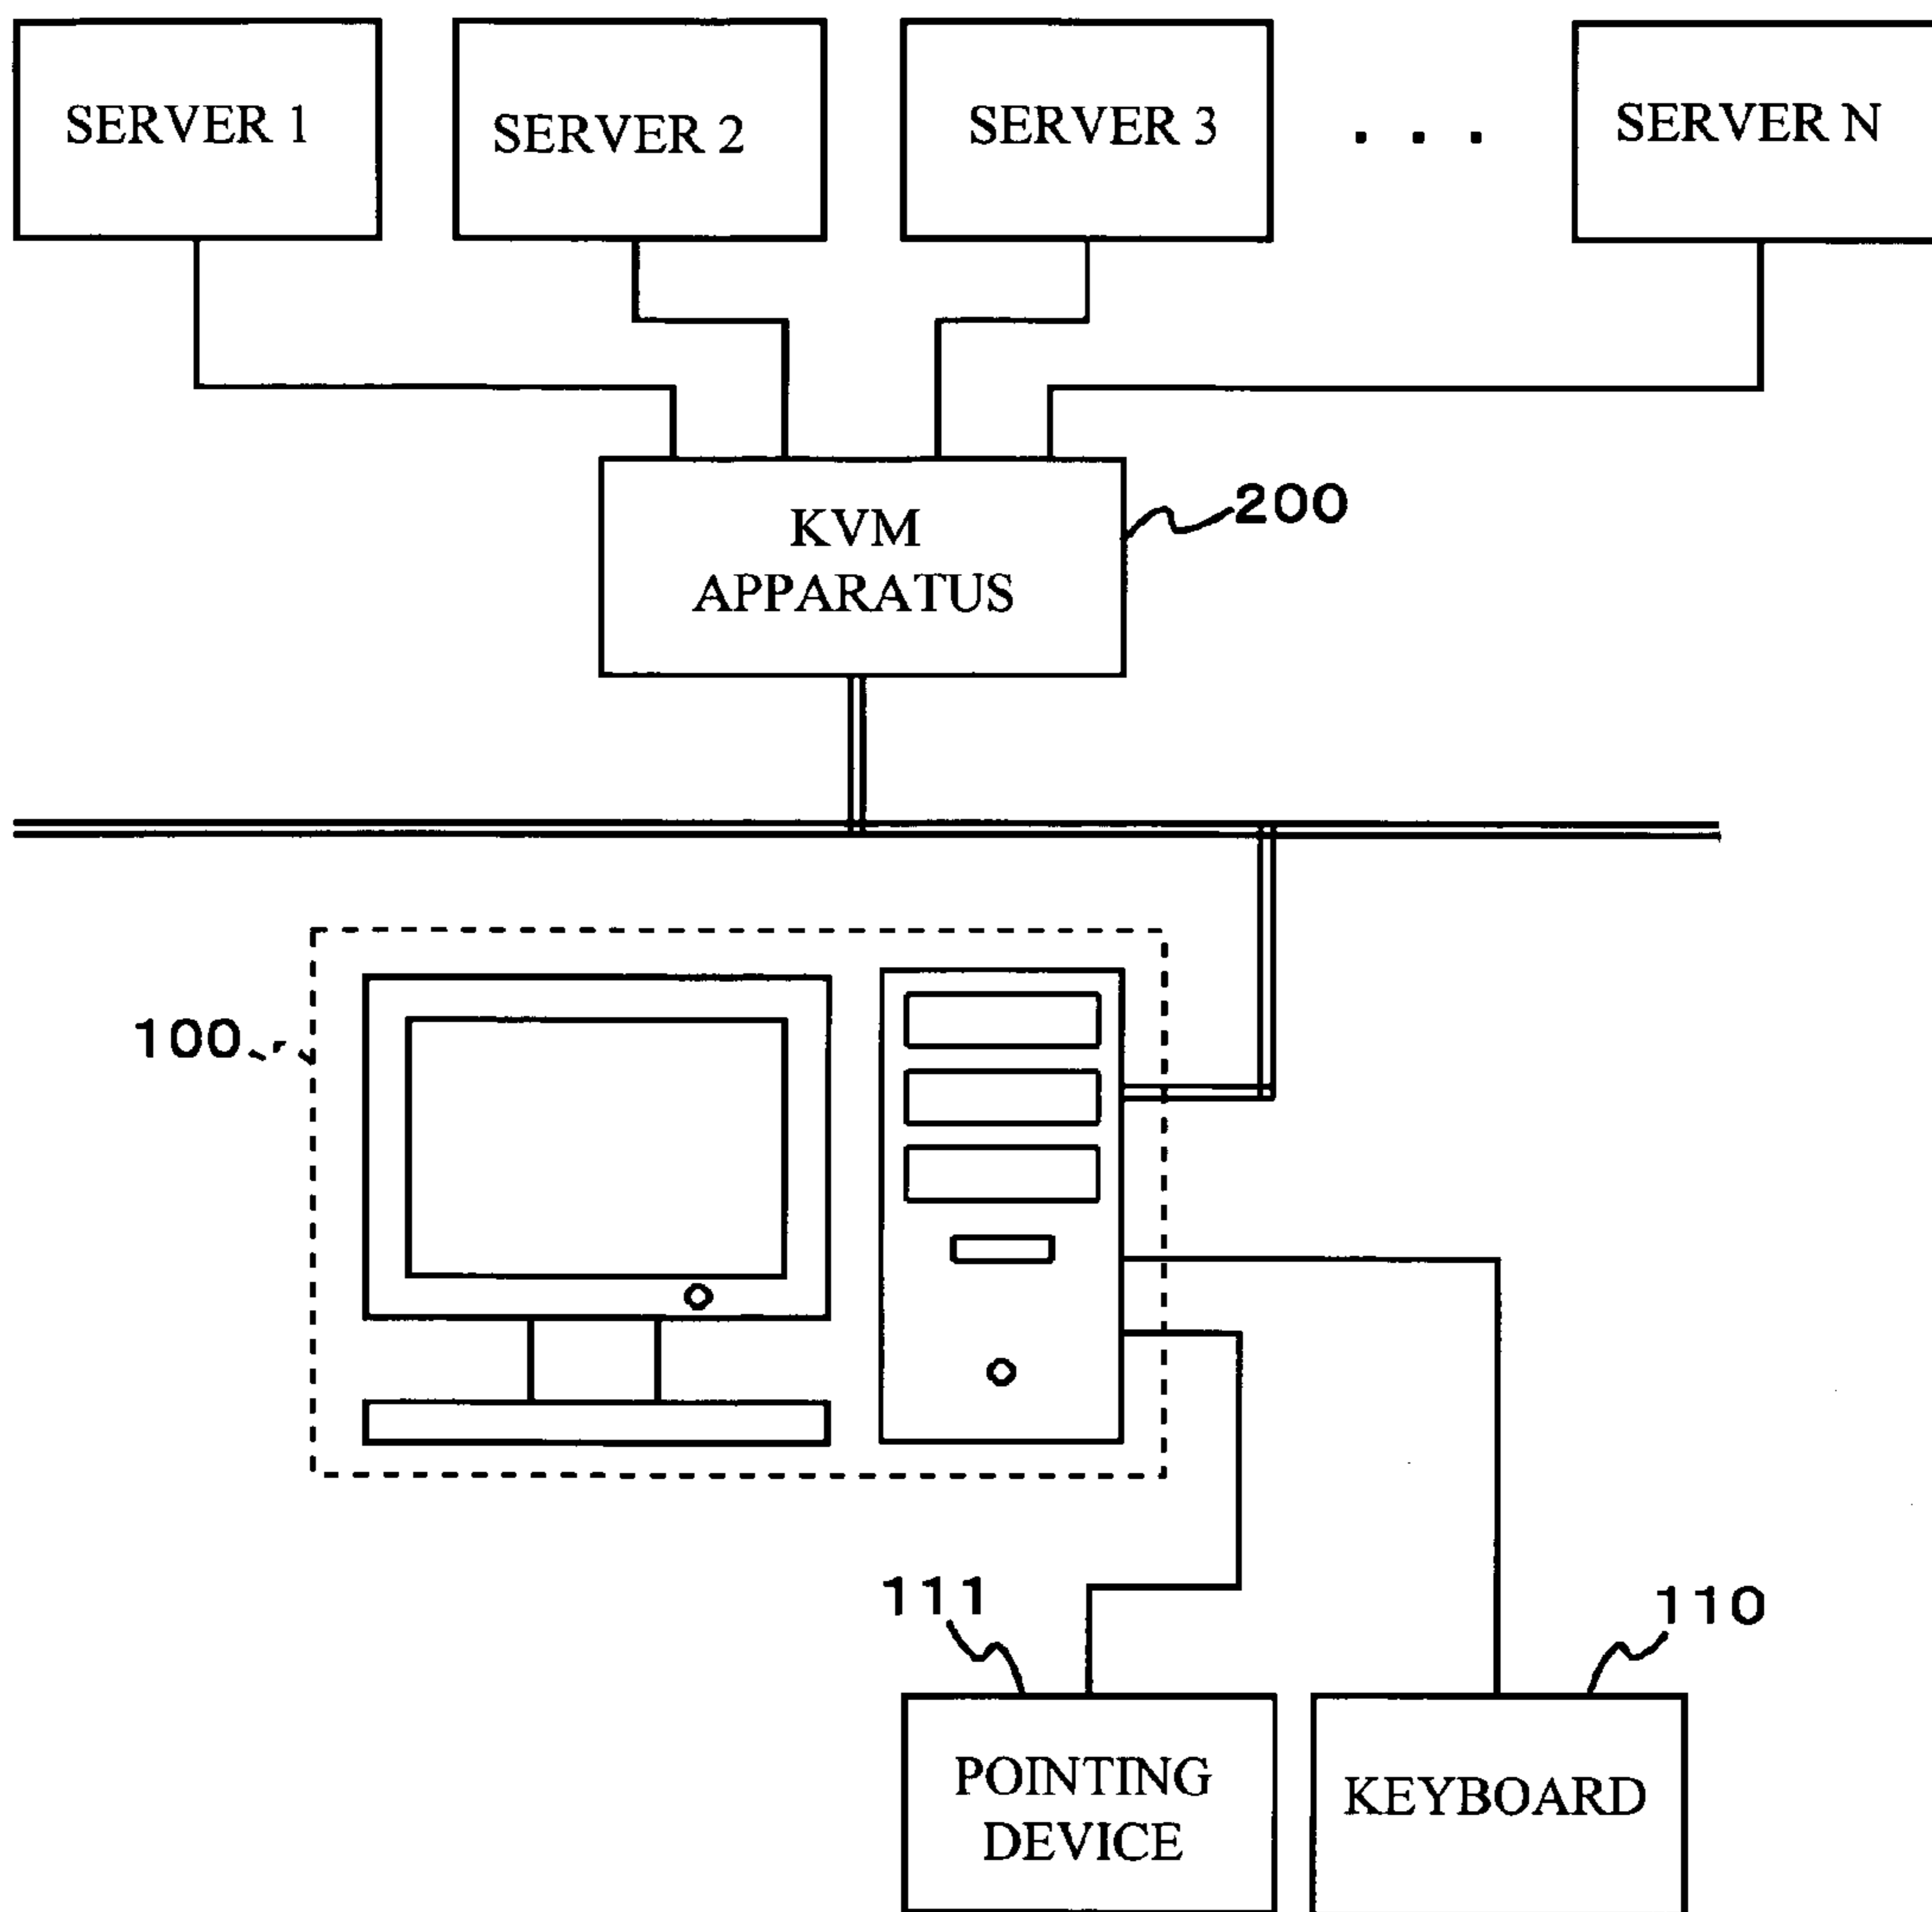 SERVER 1
SERVER 2
SERVER 3
. . .
SERVER N
KVM
APPARATUS
200
100
111
110
POINTING
DEVICE
KEYBOARD